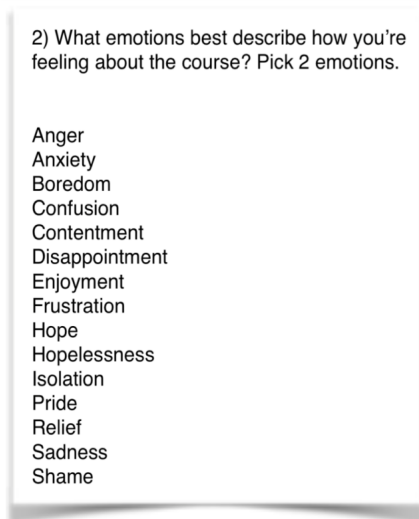 2) What emotions best describe how you're
feeling about the course? Pick 2 emotions.
Anger
Anxiety
Boredom
Confusion
Contentment
Disappointment
Enjoyment
Frustration
Hope
Hopelessness
Isolation
Pride
Relief
Sadness
Shame